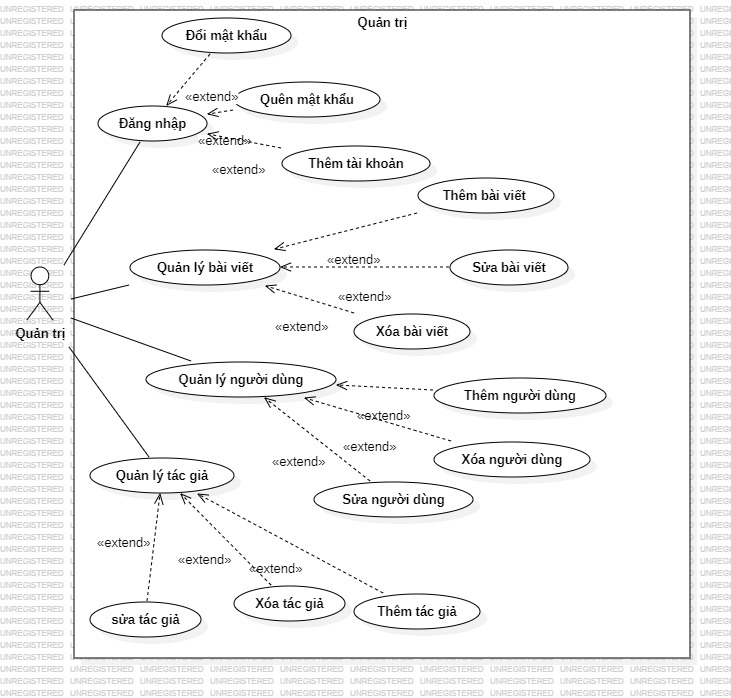 Quản trị
Đổi mật khẩu
«extend»
Quên mật khẩu
Đăng nhập
«extend»
Thêm tài khoản
«extend»
Thêm bài viết
«extend»
Quản lý bài viết
Sửa bài viết
«extend»
«extend»
Xóa bài viết
Quản trị
Quản lý người dùng
Thêm người dùng
«extend»
«extend»
Xóa người dùng
«extend»
Quản lý tác giả
Sửa người dùng
«extend»
«extend»
«extend»
Xóa tác giả
Thêm tác giả
sửa tác giả
UNREGISTERED